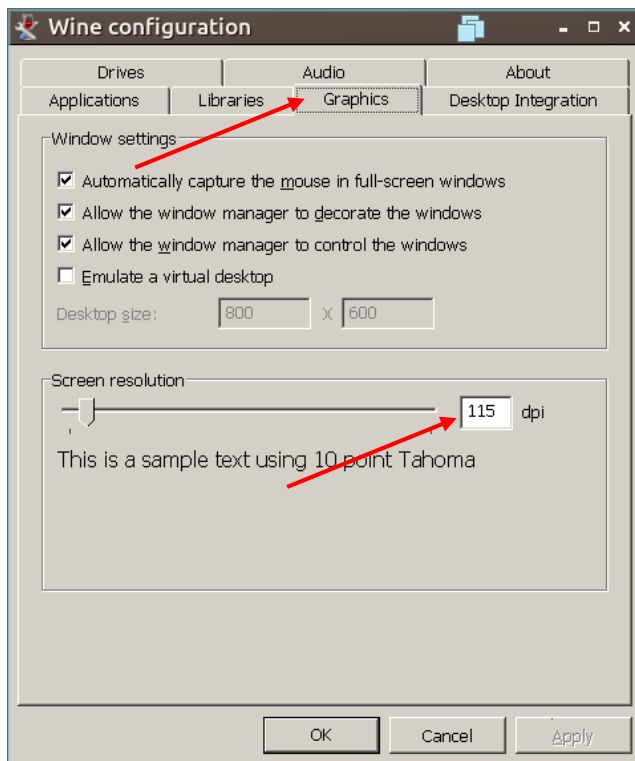 Wine configuration
Drives Audio About
Applications Libraries Graphics Desktop Integration
Window settings
Automatically capture the mouse in full-screen windows
Allow the window manager to decorate the windows
Allow the window manager to control the windows
Emulate a virtual desktop
Desktop size: 800 X 600
Screen resolution
115 dpi
This is a sample text using 10 point Tahoma
OK Cancel Apply